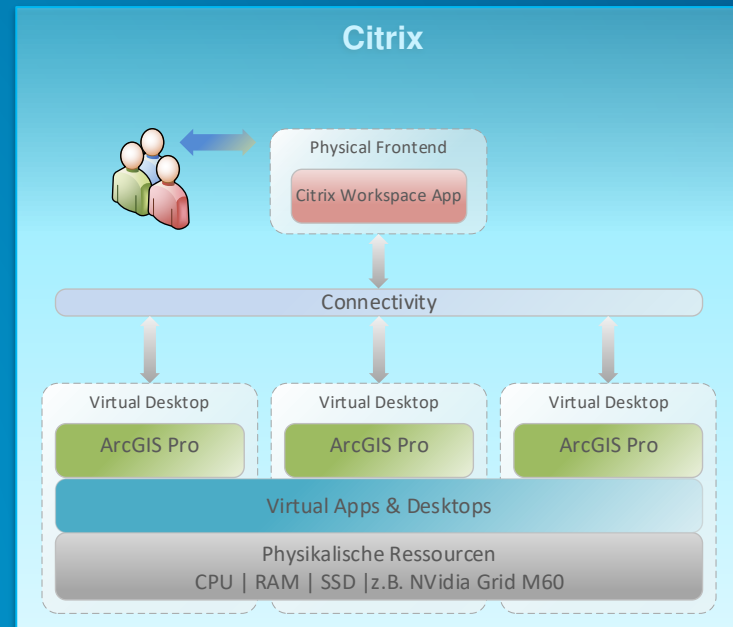 Citrix
Physical Frontend
Citrix Workspace App
Connectivity
Virtual Desktop
Virtual Desktop
Virtual Desktop
ArcGIS Pro
ArcGIS Pro
ArcGIS Pro
Virtual Apps & Desktops
Physikalische Ressourcen
CPU | RAM | SSD |z.B. NVidia Grid M60